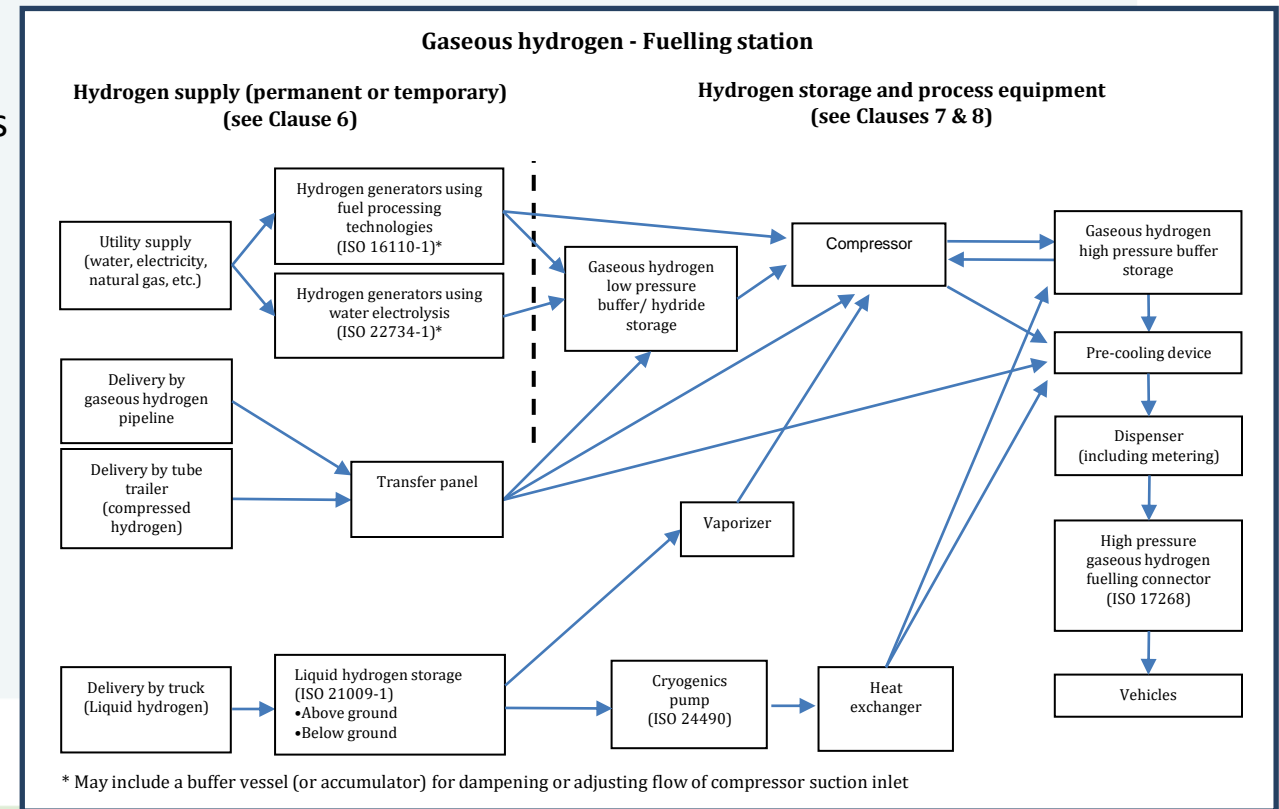 s
Gaseous hydrogen - Fuelling station
Hydrogen supply (permanent or temporary)
(see Clause 6)
Hydrogen storage and process equipment
(see Clauses 7 & 8)
Utility supply
(water, electricity,
natural gas, etc.)
Hydrogen generators using
fuel processing
technologies
(ISO 16110-1)*
Hydrogen generators using
water electrolysis
(ISO 22734-1)*
Gaseous hydrogen
low pressure
buffer/ hydride
storage
Compressor
Gaseous hydrogen
high pressure buffer
storage
Pre-cooling device
Delivery by
gaseous hydrogen
pipeline
Delivery by tube
trailer
(compressed
hydrogen)
Transfer panel
Dispenser
(including metering)
Vaporizer
High pressure
gaseous hydrogen
fuelling connector
(ISO 17268)
Delivery by truck
(Liquid hydrogen)
Liquid hydrogen storage
(ISO 21009-1)
•Above ground
•Below ground
Cryogenics
pump
(ISO 24490)
Heat
exchanger
Vehicles
* May include a buffer vessel (or accumulator) for dampening or adjusting flow of compressor suction inlet